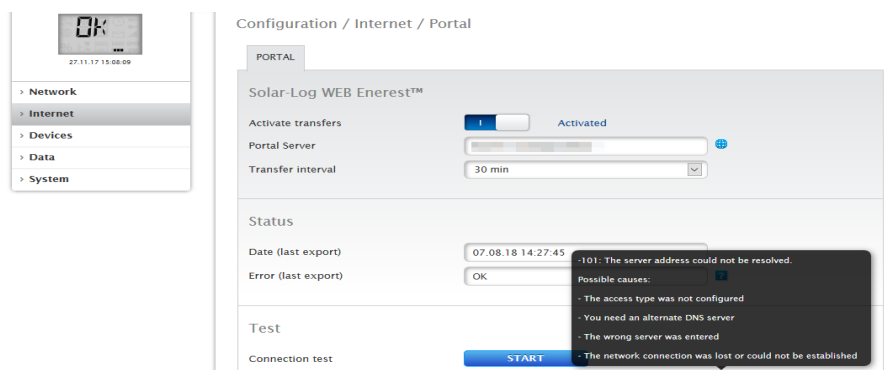 OK
27.11.17 15:08:09
› Network
› Internet
› Devices
› Data
› System
Configuration / Internet / Portal
PORTAL
Solar-Log WEB Enerest™
Activate transfers
I
Activated
Portal Server
Transfer interval
30 min
Status
Date (last export)
07.08.18 14:27:45
Error (last export)
OK
?
-101: The server address could not be resolved.
Possible causes:
- The access type was not configured
- You need an alternate DNS server
- The wrong server was entered
- The network connection was lost or could not be established
Test
Connection test
START